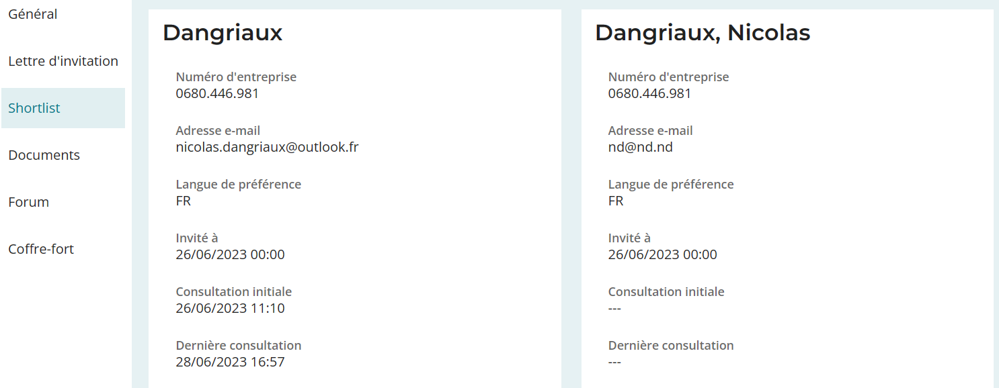 Général
Lettre d'invitation
Shortlist
Documents
Forum
Coffre-fort
Dangriaux
Numéro d'entreprise
0680.446.981
Adresse e-mail
nicolas.dangriaux@outlook.fr
Langue de préférence
FR
Invité à
26/06/2023 00:00
Consultation initiale
26/06/2023 11:10
Dernière consultation
28/06/2023 16:57
Dangriaux, Nicolas
Numéro d'entreprise
0680.446.981
Adresse e-mail
nd@nd.nd
Langue de préférence
FR
Invité à
26/06/2023 00:00
Consultation initiale
---
Dernière consultation
---